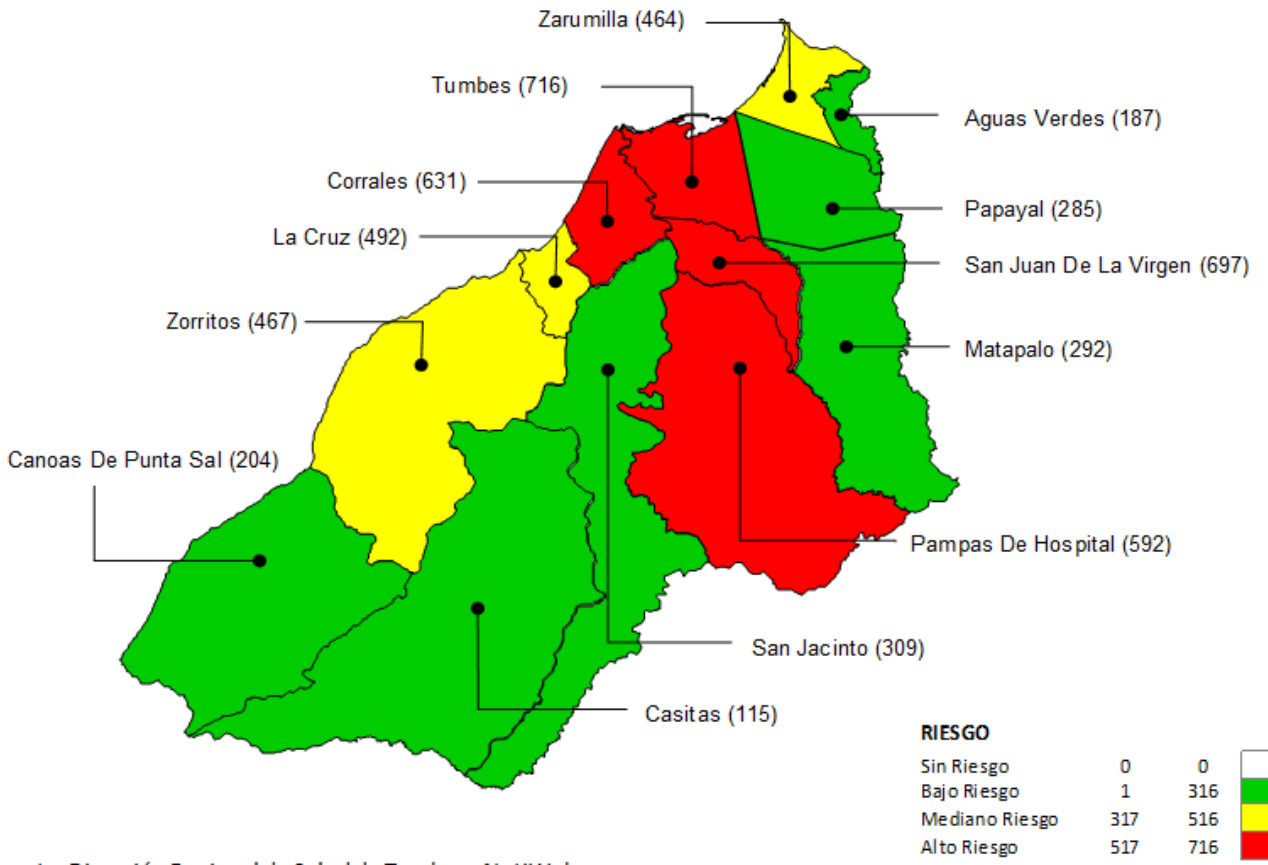 Zarumilla (464)
Tumbes (716)
Aguas Verdes (187)
Corrales (631)
Papayal (285)
La Cruz (492)
San Juan De La Virgen (697)
Zorritos (467)
Matapalo (292)
Canoas De Punta Sal (204)
Pampas De Hospital (592)
San Jacinto (309)
Casitas (115)
RIESGO
Sin Riesgo 0 0
Bajo Riesgo 1 316
Mediano Riesgo 317 516
Alto Riesgo 517 716